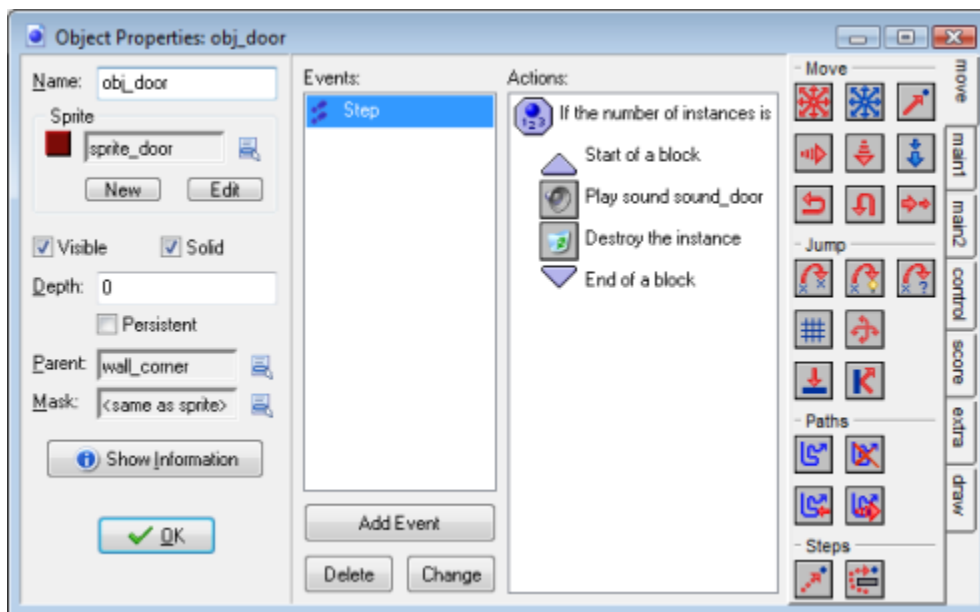 Object Properties: obj_door
Name: obj_door
Sprite
sprite_door
New Edit
Visible Solid
Depth: 0
Persistent
Parent: wall_corner
Mask: <same as sprite>
Show Information
OK
Events:
Step
Add Event
Delete Change
Actions:
If the number of instances is
Start of a block
Play sound sound_door
Destroy the instance
End of a block
Move
Jump
Paths
Steps
move
main1
main2
control
score
extra
draw